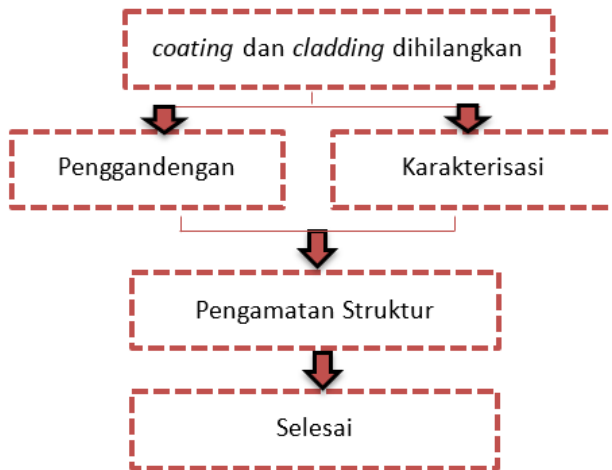 coating dan cladding dihilangkan
Penggandengan
Karakterisasi
Pengamatan Struktur
Selesai